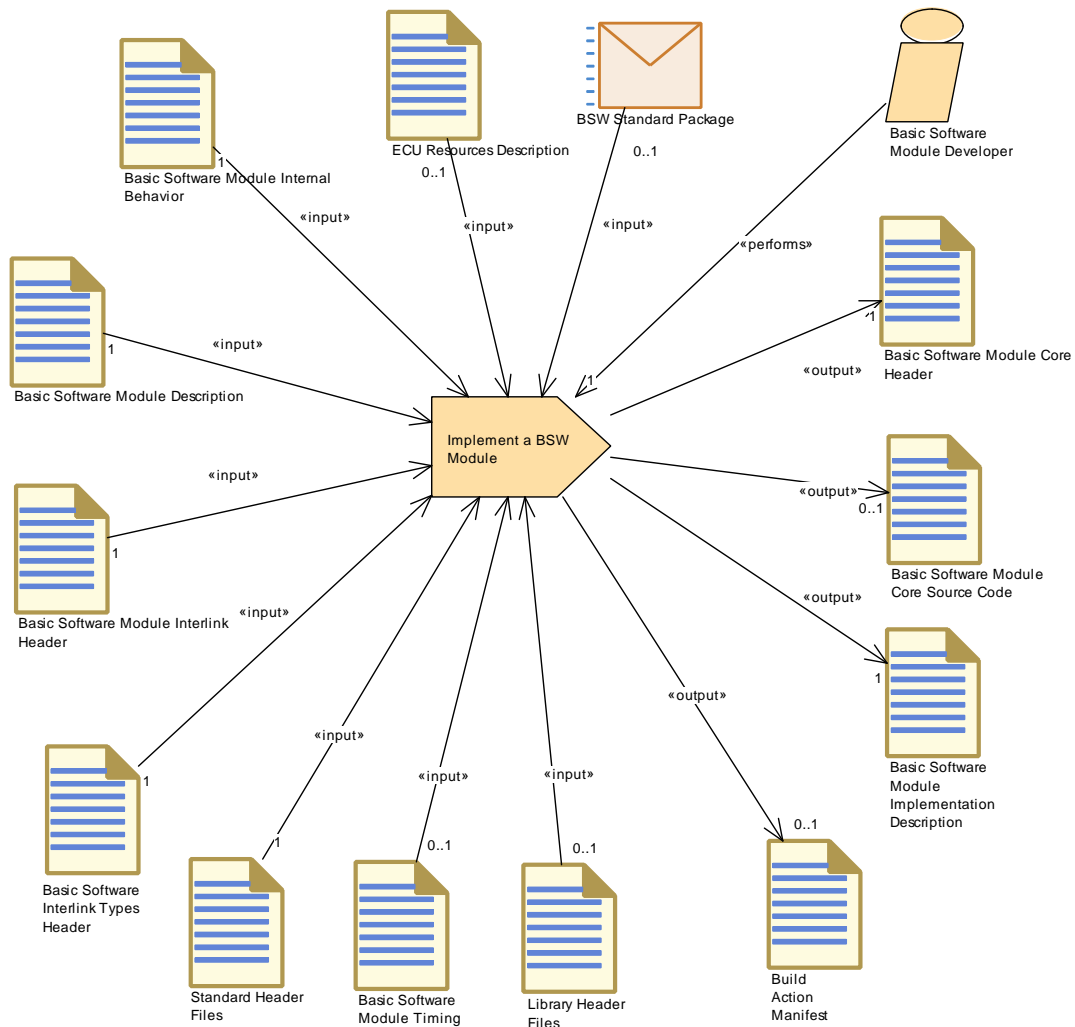 BSW Standard Package
0..1
ECU Resources Description
0..1
Basic Software
Module Developer
1
Basic Software Module Internal
Behavior
«input»
«input»
«input»
«performs»
1
Basic Software Module Core
Header
«input»
1
Basic Software Module Description
«output»
1
Implement a BSW
Module
«input»
1
Basic Software Module Interlink
Header
«output»
0..1
Basic Software Module
Core Source Code
«input»
«output»
1
Basic Software
Module
Implementation
Description
«output»
«input»
«input»
«input»
1
Basic Software
Interlink Types
Header
1
Standard Header
Files
0..1
Basic Software
Module Timing
0..1
Library Header
Files
0..1
Build
Action
Manifest